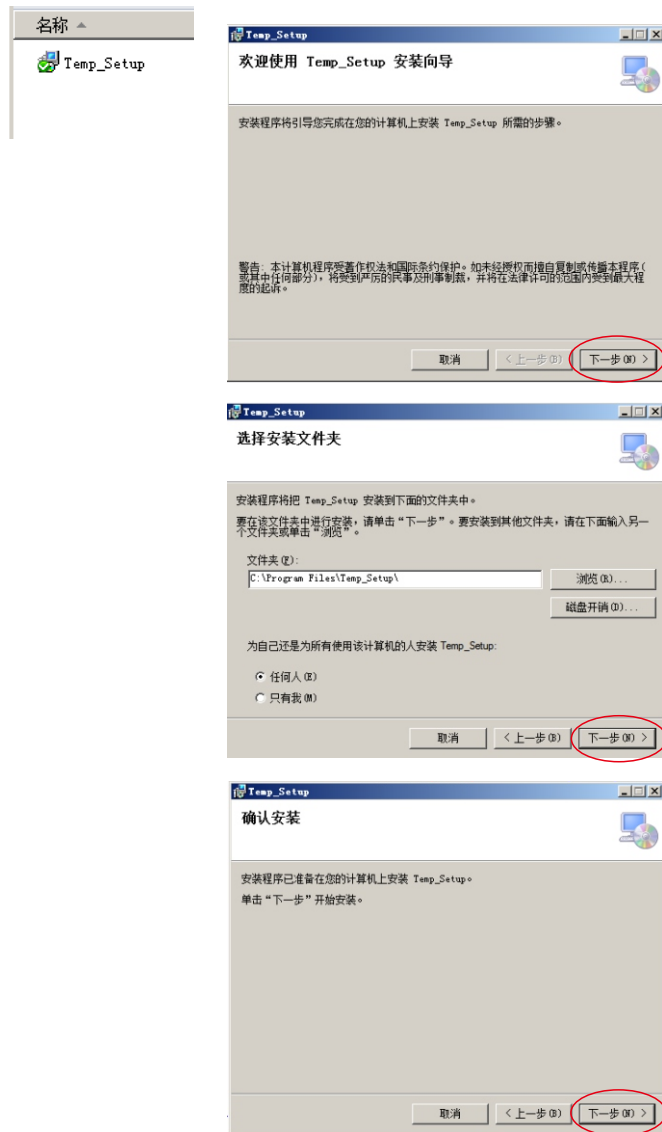 名称
Temp_Setup
Temp_Setup
欢迎使用 Temp_Setup 安装向导
安装程序将引导您完成在您的计算机上安装 Temp_Setup 所需的步骤。
警告: 本计算机程序受著作权法和国际条约保护。如未经授权而擅自复制或传播本程序(
或其中任何部分)，将受到严厉的民事及刑事制裁，并将在法律许可的范围内受到最大程
度的起诉。
取消
<上一步(B)
下一步(N) >
Temp_Setup
选择安装文件夹
安装程序将把 Temp_Setup 安装到下面的文件夹中。
要在该文件夹中进行安装，请单击“下一步”。要安装到其他文件夹，请在下面输入另一
个文件夹或单击“浏览”。
文件夹(F):
C:\Program Files\Temp_Setup\
浏览(R)...
磁盘开销(D)...
为自己还是为所有使用该计算机的人安装 Temp_Setup:
任何人(E)
只有我(M)
取消
<上一步(B)
下一步(N) >
Temp_Setup
确认安装
安装程序已准备在您的计算机上安装 Temp_Setup。
单击“下一步”开始安装。
取消
<上一步(B)
下一步(N) >